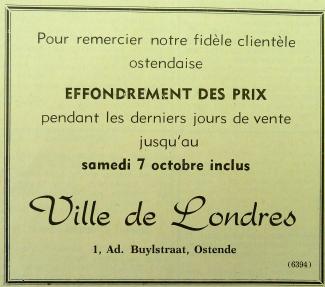 Pour remercier notre fidèle clientèle
ostendaise
EFFONDREMENT DES PRIX
pendant les derniers jours de vente
jusqu'au
samedi 7 octobre inclus
Ville de Londres
1, Ad. Buylstraat, Ostende
(6394)